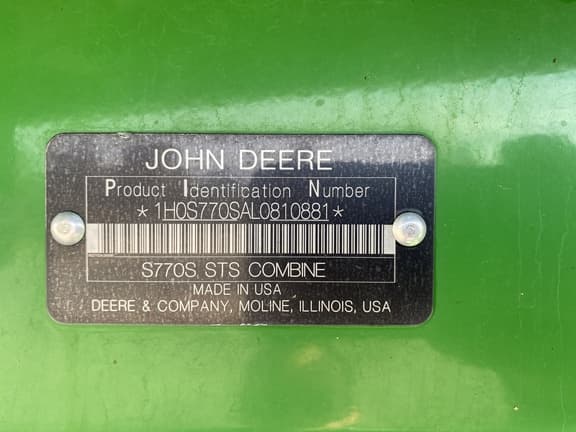 JOHN DEERE
Product Identification Number
*1H0S770SAL0810881*
S770S STS COMBINE
MADE IN USA
DEERE & COMPANY, MOLINE, ILLINOIS, USA